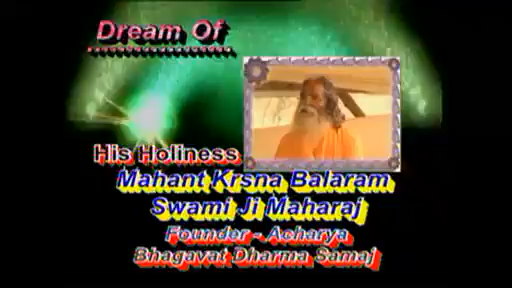 Dream Of
His Holiness
Mahant Krsna Balaram
Swami Ji Maharaj
Founder - Acharya
Bhagavat Dharma Samaj